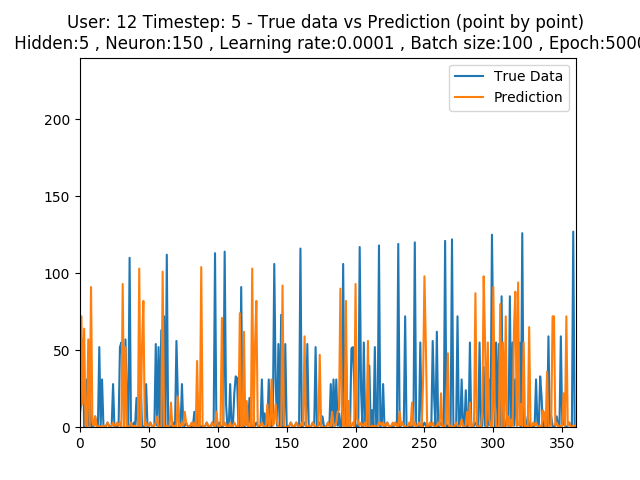 User: 12 Timestep: 5 - True data vs Prediction (point by point)
Hidden:5 , Neuron:150 , Learning rate:0.0001 , Batch size:100 , Epoch:5000
True Data
Prediction
200
150
100
50
0
0 50 100 150 200 250 300 350